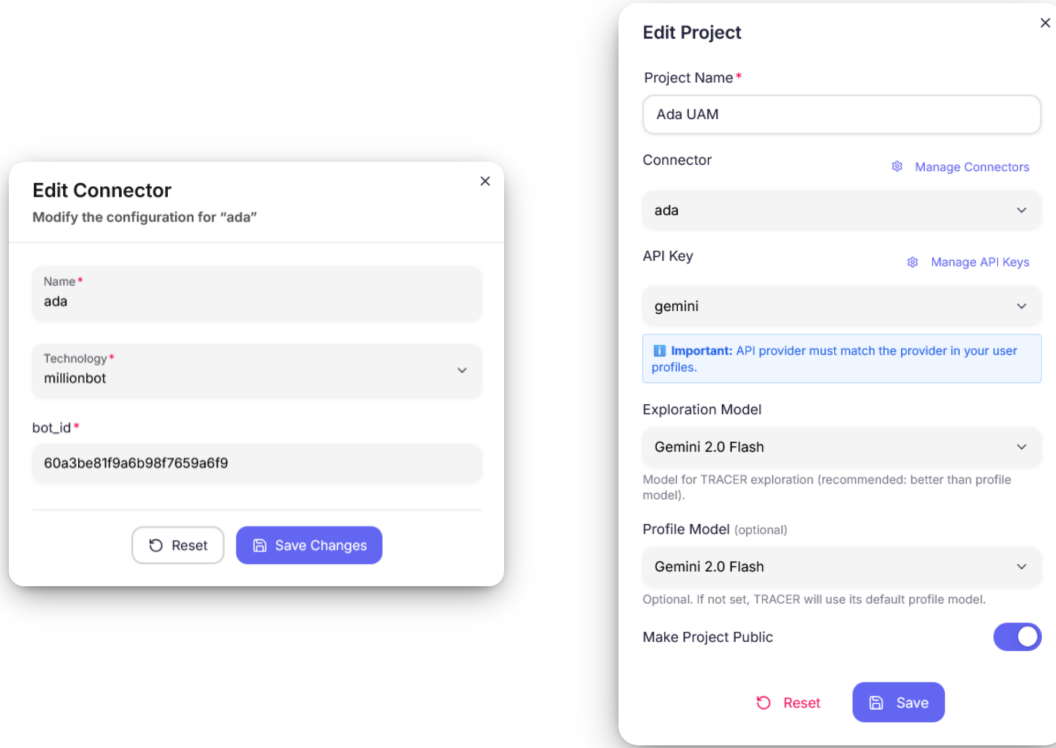 Edit Connector
Modify the configuration for “ada”
Name*
ada
Technology*
millionbot
bot_id*
60a3be81f9a6b98f7659a6f9
Reset
Save Changes
Edit Project
Project Name*
Ada UAM
Connector
Manage Connectors
ada
API Key
Manage API Keys
gemini
Important: API provider must match the provider in your user
profiles.
Exploration Model
Gemini 2.0 Flash
Model for TRACER exploration (recommended: better than profile
model).
Profile Model (optional)
Gemini 2.0 Flash
Optional. If not set, TRACER will use its default profile model.
Make Project Public
Reset
Save